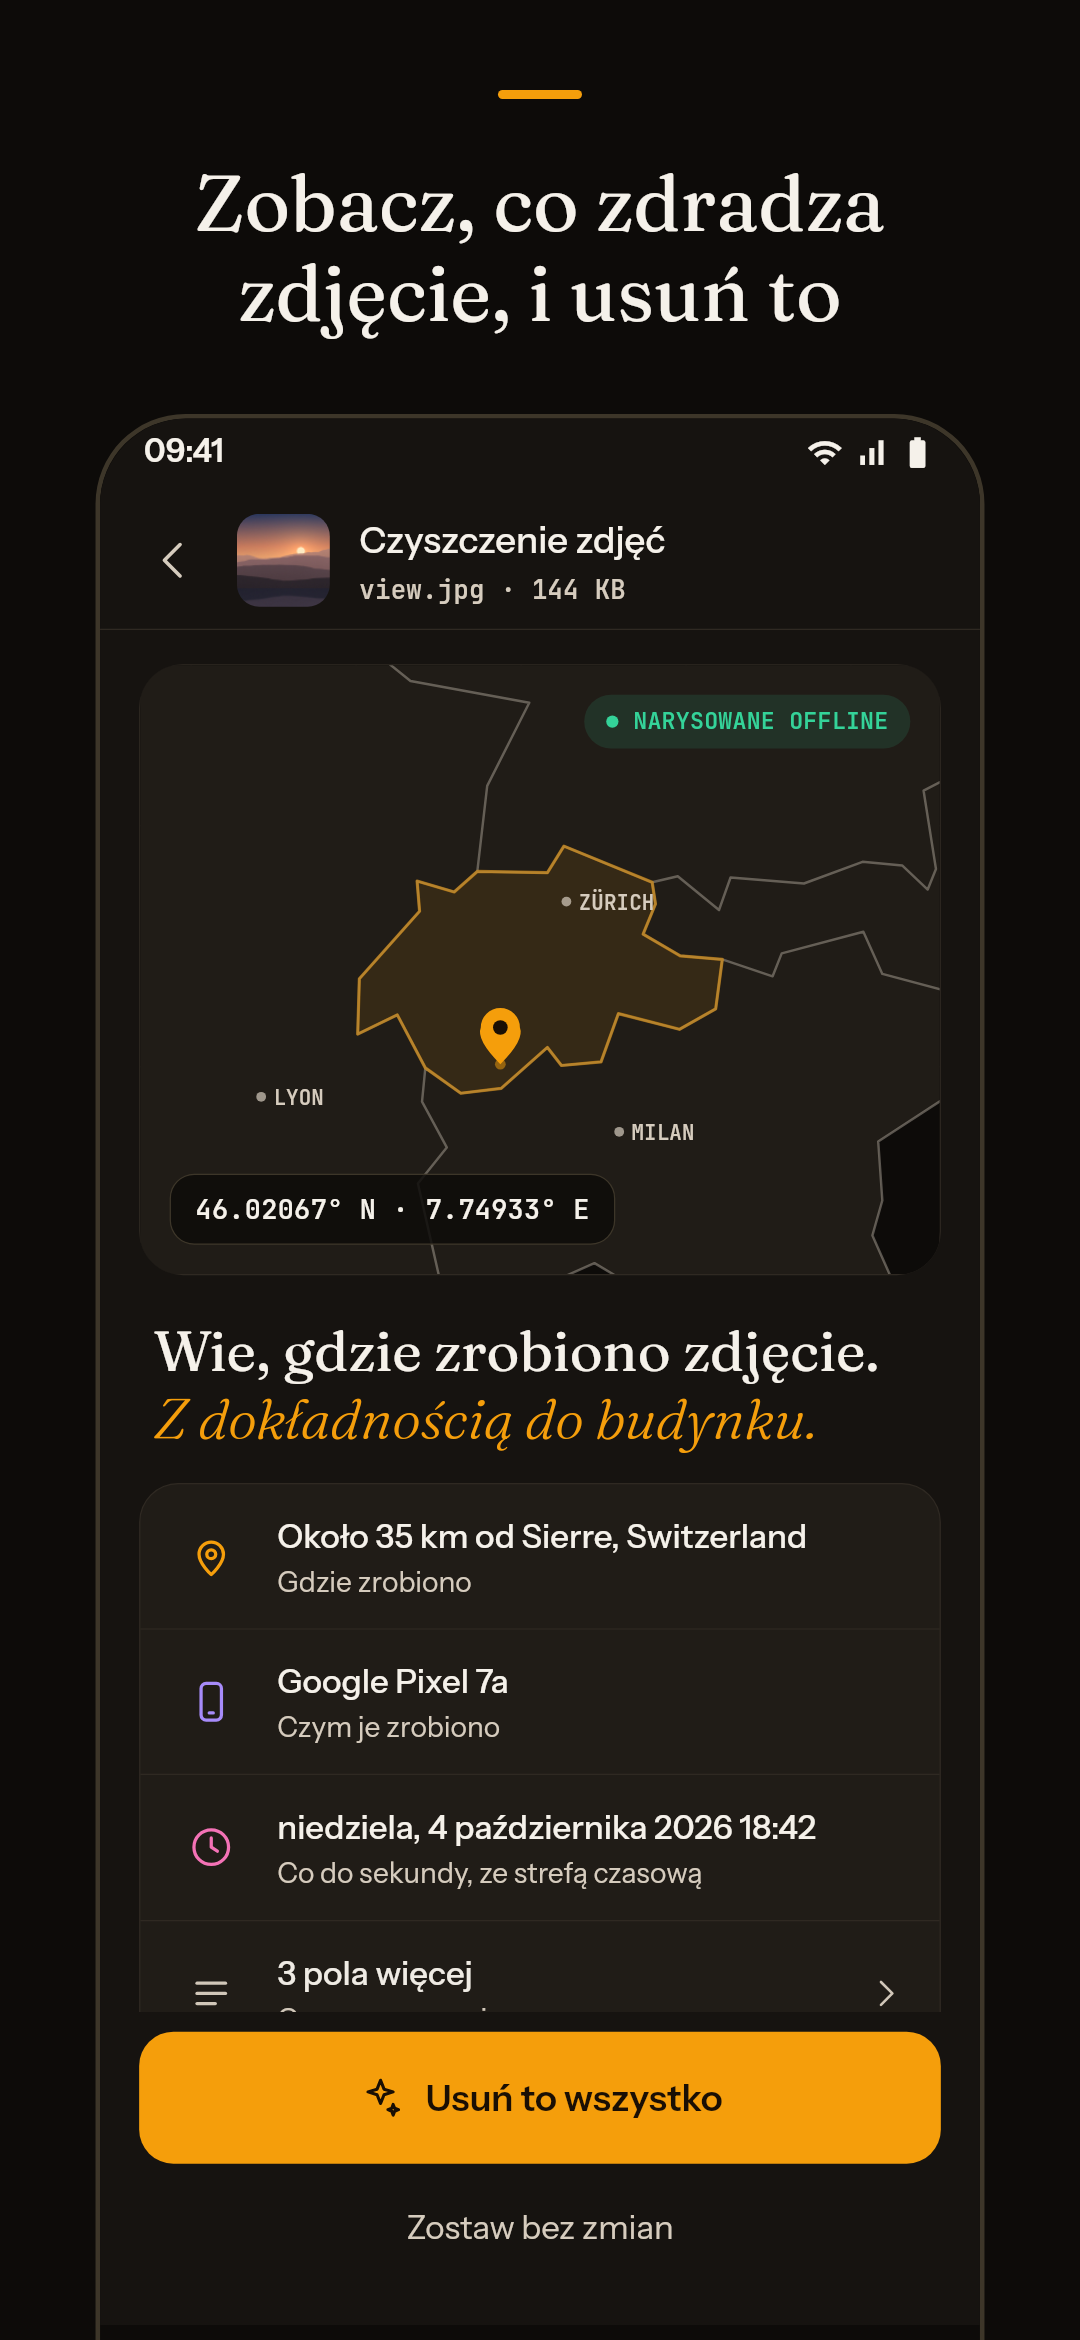 Zobacz, co zdradza
zdjęcie, i usuń to
09:41
Czyszczenie zdjęć
view.jpg · 144 KB
NARYSOWANE OFFLINE
ZÜRICH
LYON
MILAN
46.02067° N · 7.74933° E
Wie, gdzie zrobiono zdjęcie.
Z dokładnością do budynku.
Około 35 km od Sierre, Switzerland
Gdzie zrobiono
Google Pixel 7a
Czym je zrobiono
niedziela, 4 października 2026 18:42
Co do sekundy, ze strefą czasową
3 pola więcej
Usuń to wszystko
Zostaw bez zmian